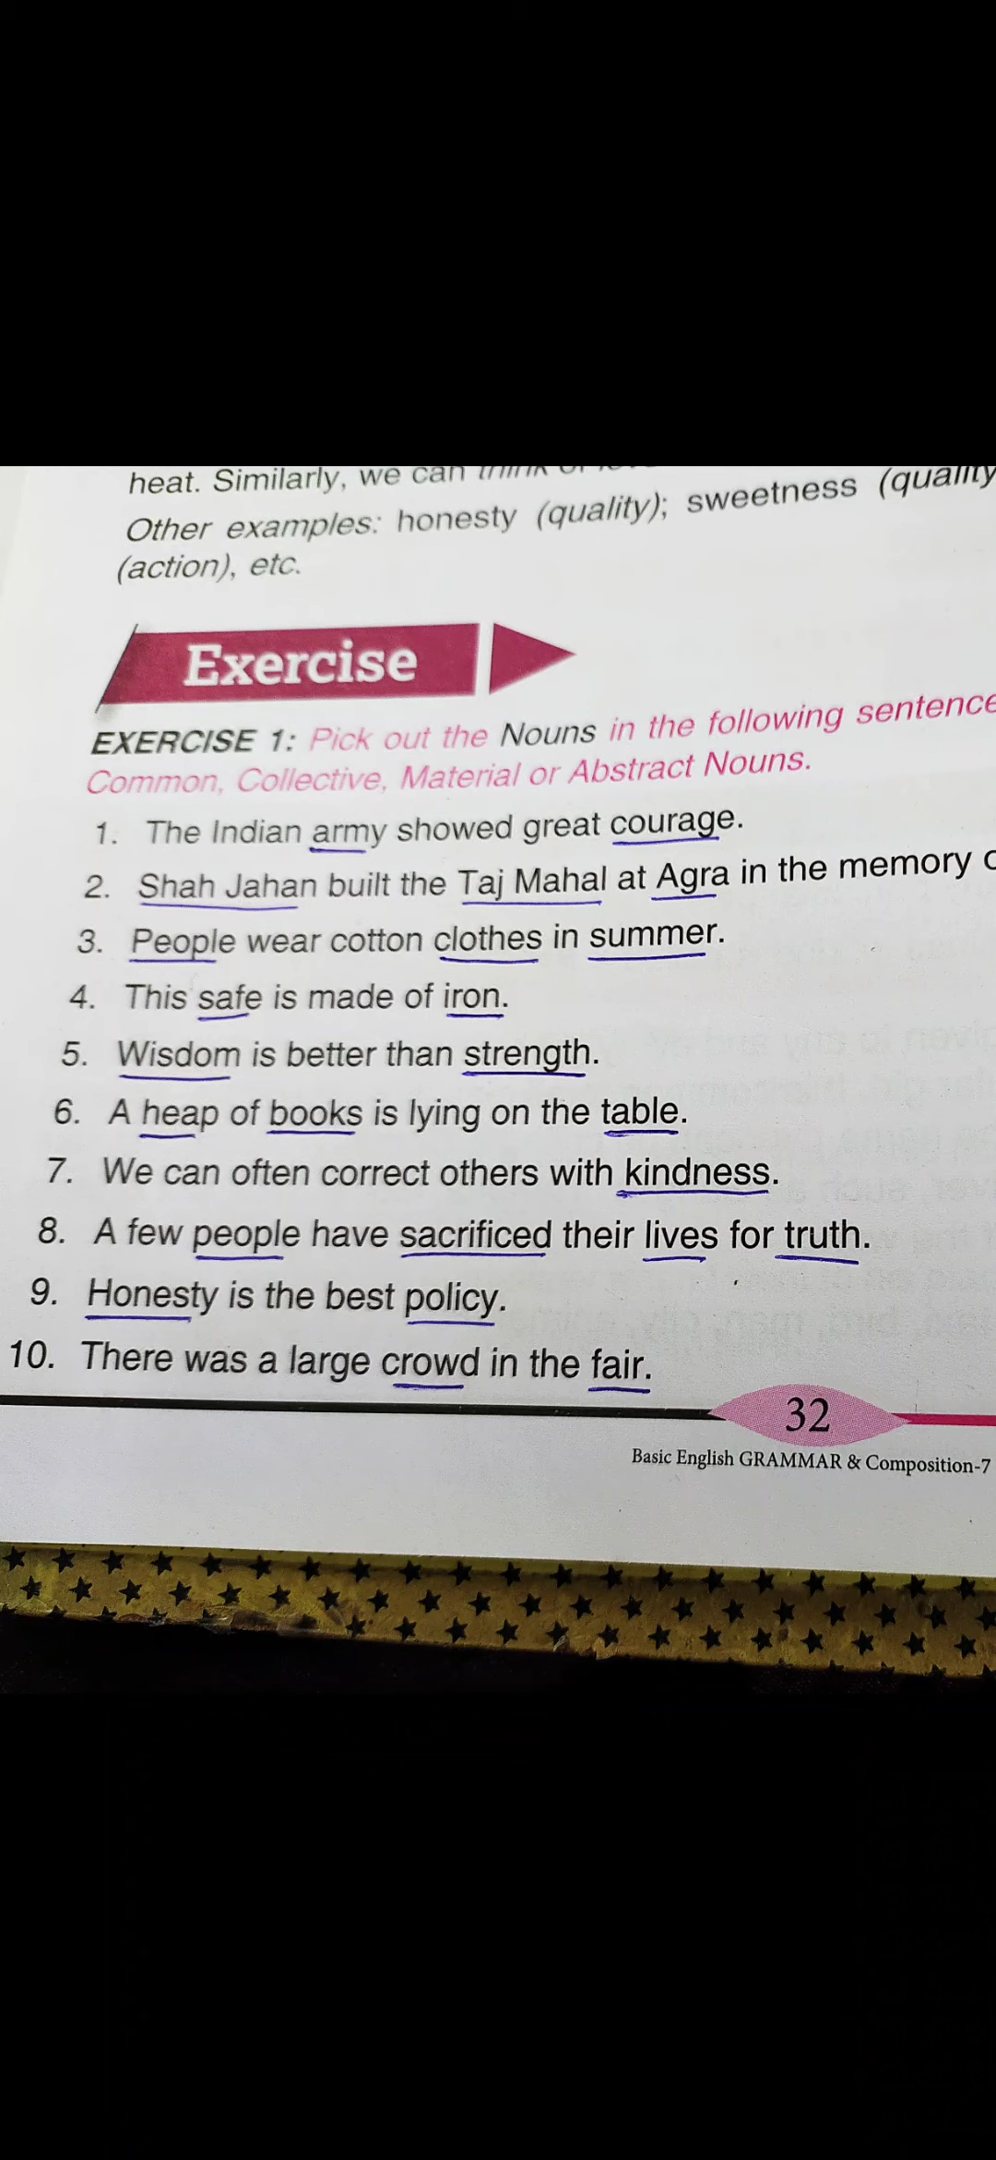 heat. Similarly, we can think of
Other examples: honesty (quality); sweetness (quality
(action), etc.
Exercise
EXERCISE 1: Pick out the Nouns in the following sentence
Common, Collective, Material or Abstract Nouns.
1. The Indian army showed great courage.
2. Shah Jahan built the Taj Mahal at Agra in the memory
3. People wear cotton clothes in summer.
4. This safe is made of iron.
5. Wisdom is better than strength.
6. A heap of books is lying on the table.
7. We can often correct others with kindness.
8. A few people have sacrificed their lives for truth.
9. Honesty is the best policy.
10. There was a large crowd in the fair.
32
Basic English GRAMMAR & Composition-7